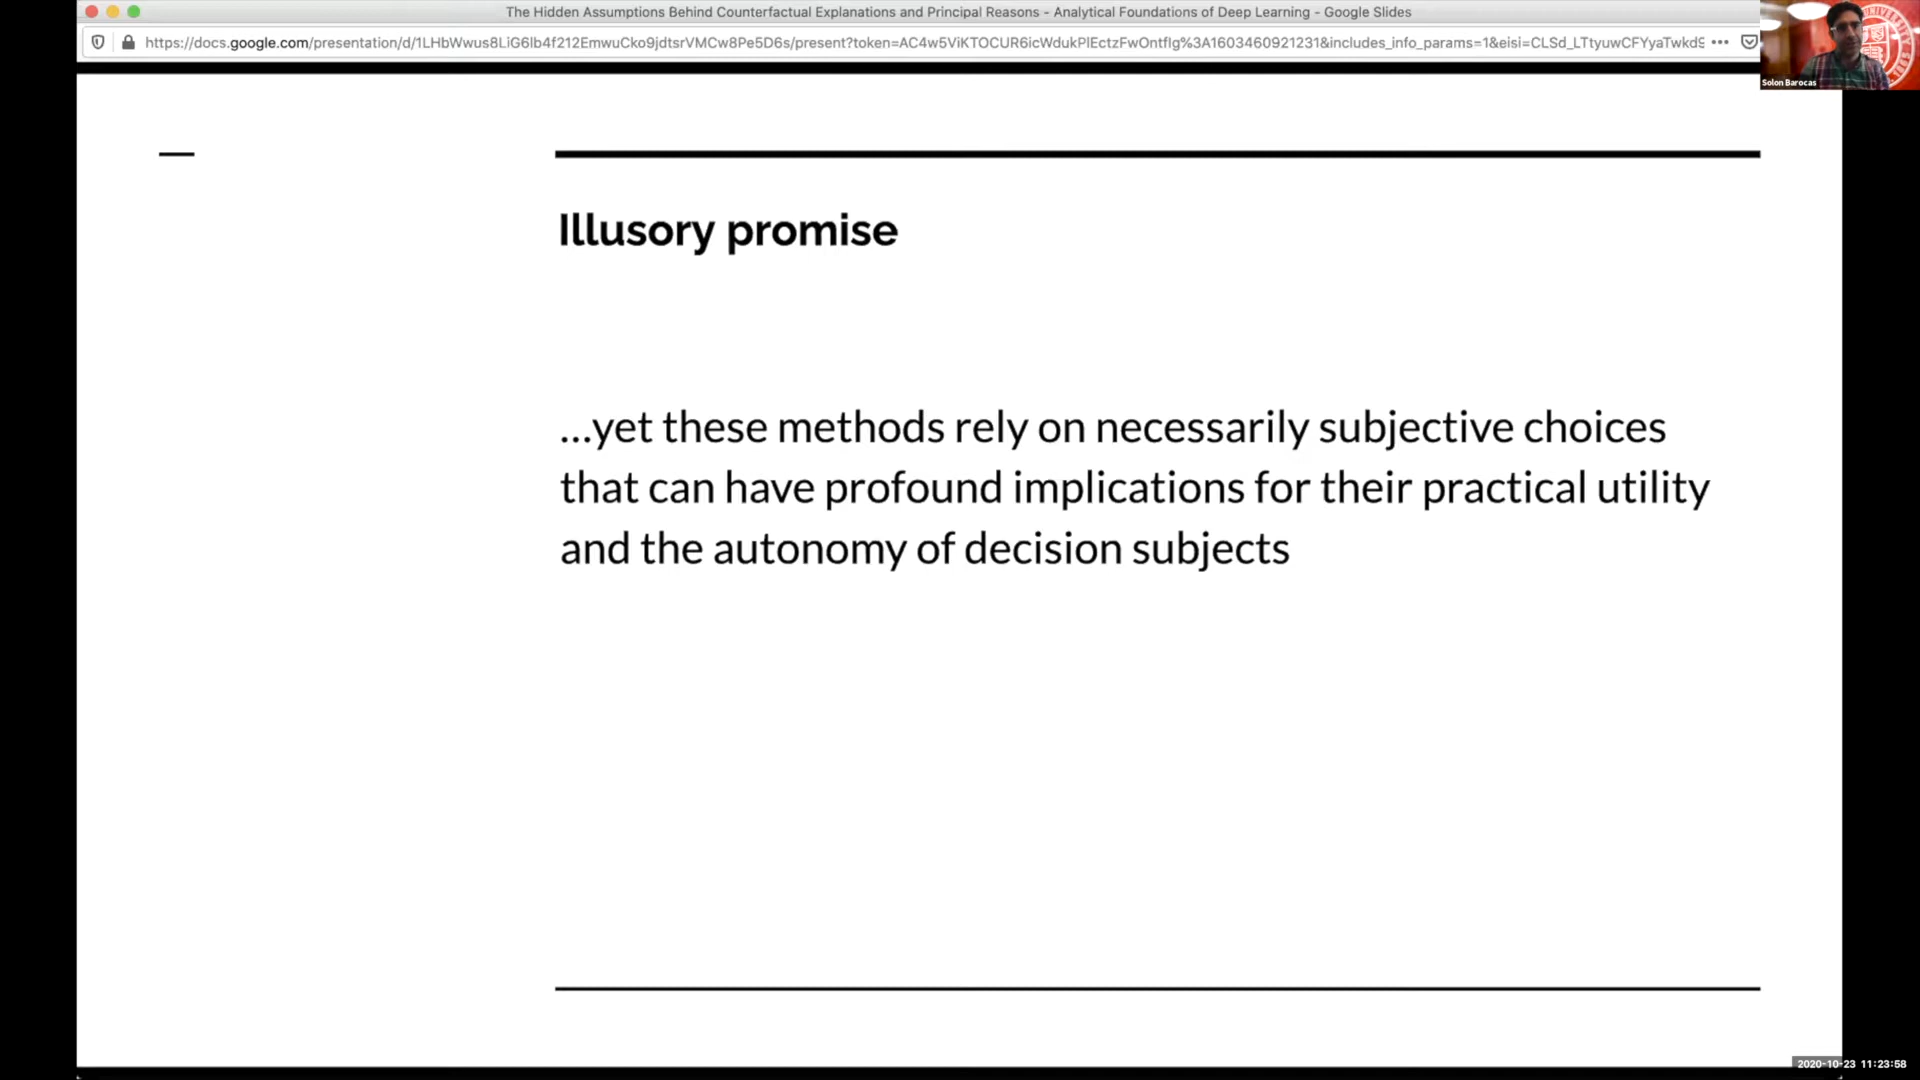 The Hidden Assumptions Behind Counterfactual Explanations and Principal Reasons - Analytical Foundations of Deep Learning - Google Slides
https://docs.google.com/presentation/d/1LHbWwus8LiG6lb4f212EmwuCko9jdtsrVMCw8Pe5D6s/present?token=AC4w5ViKTOCUR6icWdukPlEctzFwOntfIg%3A1603460921231&includes_info_params=1&eisi=CLSd_LTtyuwCFYyaTwkdS
Solon Barocas
Illusory promise
...yet these methods rely on necessarily subjective choices
that can have profound implications for their practical utility
and the autonomy of decision subjects
2020-10-23 11:23:58